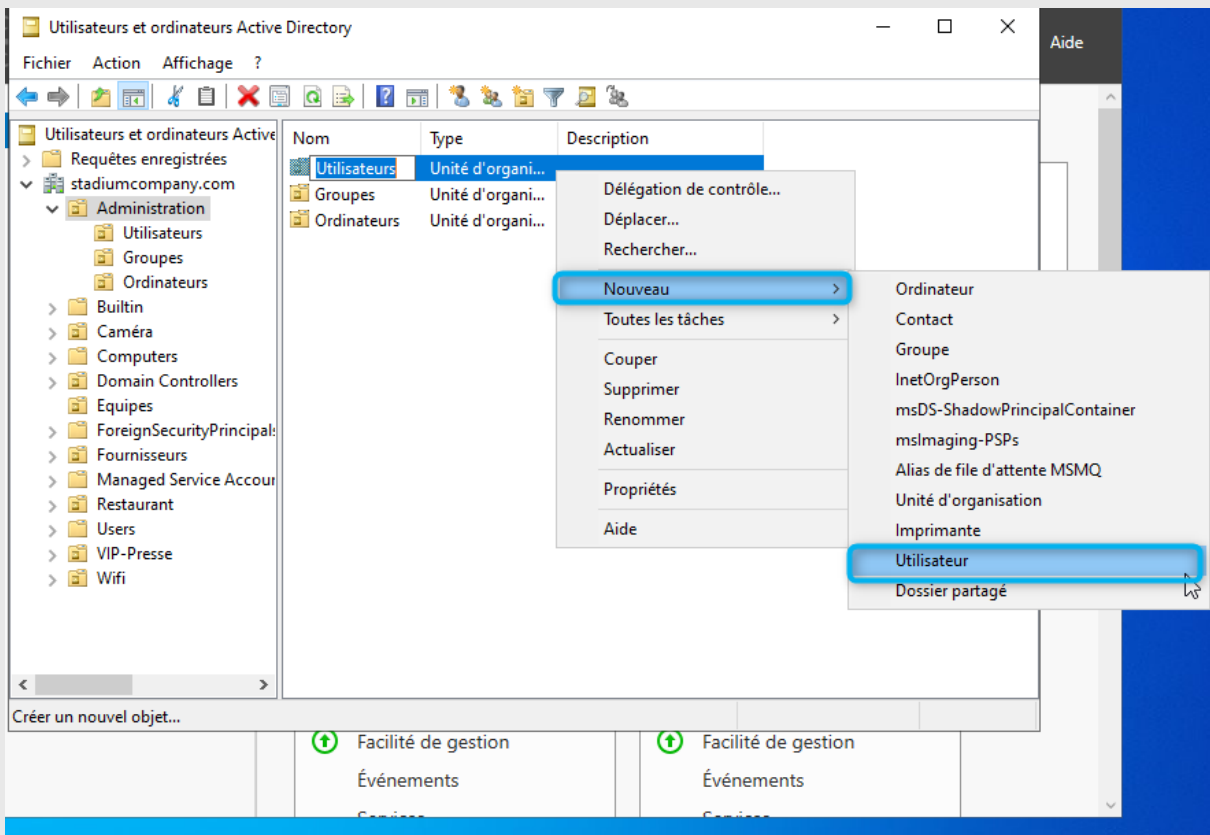 Utilisateurs et ordinateurs Active Directory
Aide
Fichier Action Affichage ?
Utilisateurs et ordinateurs Active
Requêtes enregistrées
stadiumcompany.com
Administration
Utilisateurs
Groupes
Ordinateurs
Builtin
Caméra
Computers
Domain Controllers
Equipes
ForeignSecurityPrincipals
Fournisseurs
Managed Service Accour
Restaurant
Users
VIP-Presse
Wifi
Nom Type Description
Utilisateurs Unité d'organi...
Groupes Unité d'organi...
Ordinateurs Unité d'organi...
Délégation de contrôle...
Déplacer...
Rechercher...
Nouveau
Toutes les tâches
Couper
Supprimer
Renommer
Actualiser
Propriétés
Aide
Ordinateur
Contact
Groupe
InetOrgPerson
msDS-ShadowPrincipalContainer
msImaging-PSPs
Alias de file d'attente MSMQ
Unité d'organisation
Imprimante
Utilisateur
Dossier partagé
Créer un nouvel objet...
Facilité de gestion Facilité de gestion
Événements Événements
Services Services